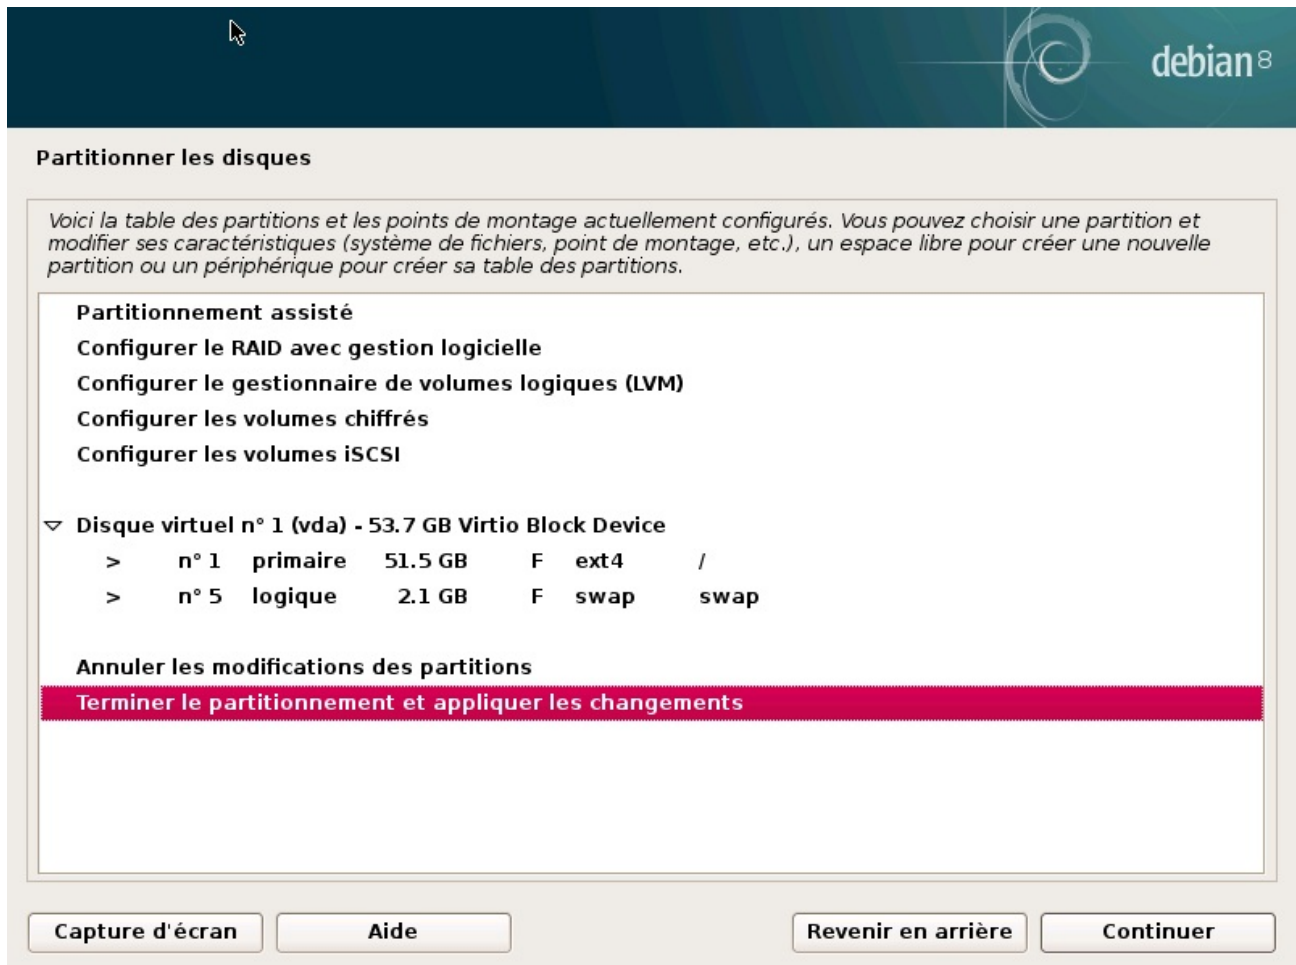 debian 8
Partitionner les disques
Voici la table des partitions et les points de montage actuellement configurés. Vous pouvez choisir une partition et
modifier ses caractéristiques (système de fichiers, point de montage, etc.), un espace libre pour créer une nouvelle
partition ou un périphérique pour créer sa table des partitions.
Partitionnement assisté
Configurer le RAID avec gestion logicielle
Configurer le gestionnaire de volumes logiques (LVM)
Configurer les volumes chiffrés
Configurer les volumes iSCSI
Disque virtuel n° 1 (vda) - 53.7 GB Virtio Block Device
> n° 1 primaire 51.5 GB F ext4 /
> n° 5 logique 2.1 GB F swap swap
Annuler les modifications des partitions
Terminer le partitionnement et appliquer les changements
Capture d'écran Aide Revenir en arrière Continuer